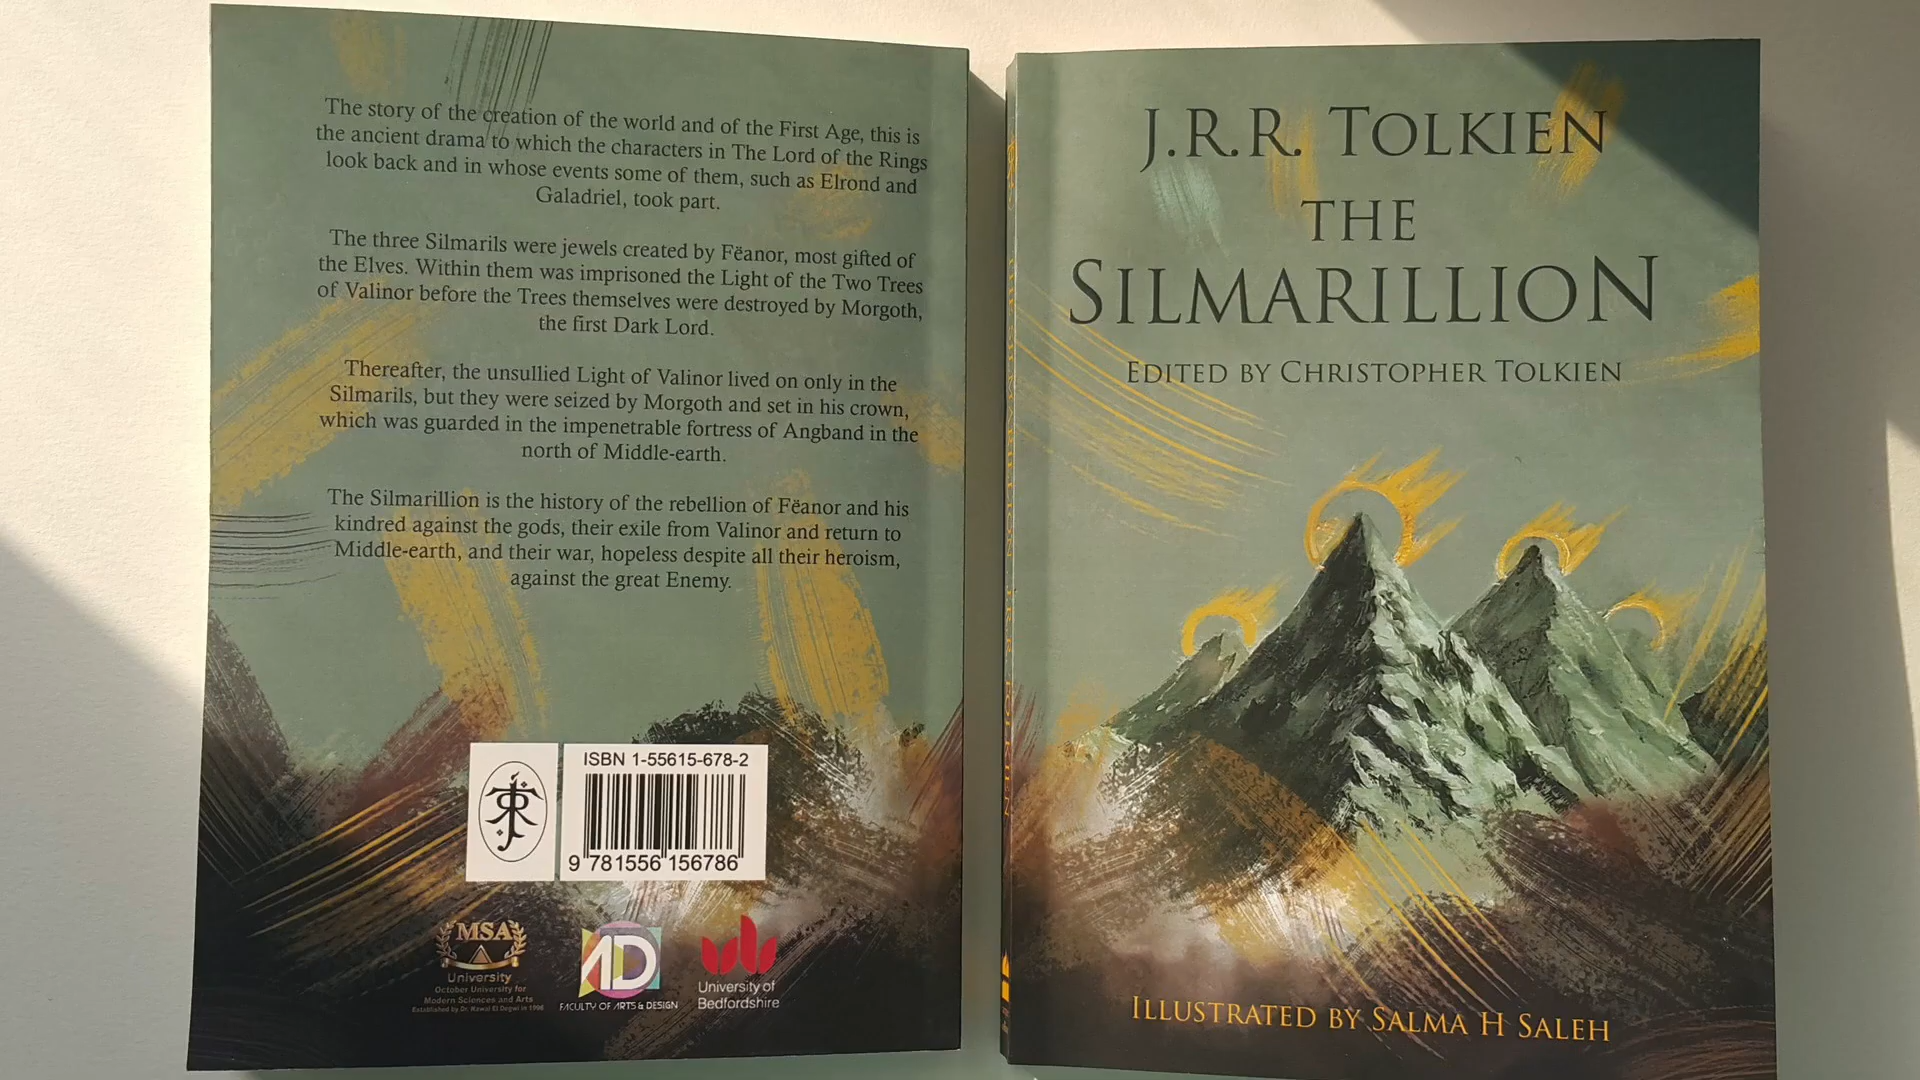 The story of the creation of the world and of the First Age, this is
the ancient drama to which the characters in The Lord of the Rings
look back and in whose events some of them, such as Elrond and
Galadriel, took part.
The three Silmarils were jewels created by Fëanor, most gifted of
the Elves. Within them was imprisoned the Light of the Two Trees
of Valinor before the Trees themselves were destroyed by Morgoth,
the first Dark Lord.
Thereafter, the unsullied Light of Valinor lived on only in the
Silmarils, but they were seized by Morgoth and set in his crown,
which was guarded in the impenetrable fortress of Angband in the
north of Middle-earth.
The Silmarillion is the history of the rebellion of Fëanor and his
kindred against the gods, their exile from Valinor and return to
Middle-earth, and their war, hopeless despite all their heroism,
against the great Enemy.
ISBN 1-55615-678-2
9 781556 156786
MSA
University
October University for
Modern Sciences and Arts
Established by Dr. Nawal El Degwi in 1996
AD
FACULTY OF ARTS & DESIGN
University of
Bedfordshire
J.R.R. TOLKIEN
THE
SILMARILLION
EDITED BY CHRISTOPHER TOLKIEN
ILLUSTRATED BY SALMA H SALEH